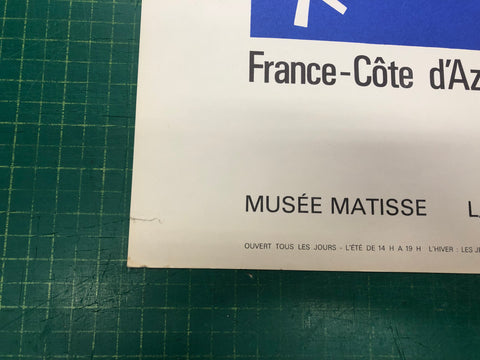 France-Côte d'Az
MUSÉE MATISSE
OUVERT TOUS LES JOURS - L'ÉTÉ DE 14 H A 19 H L'HIVER : LES